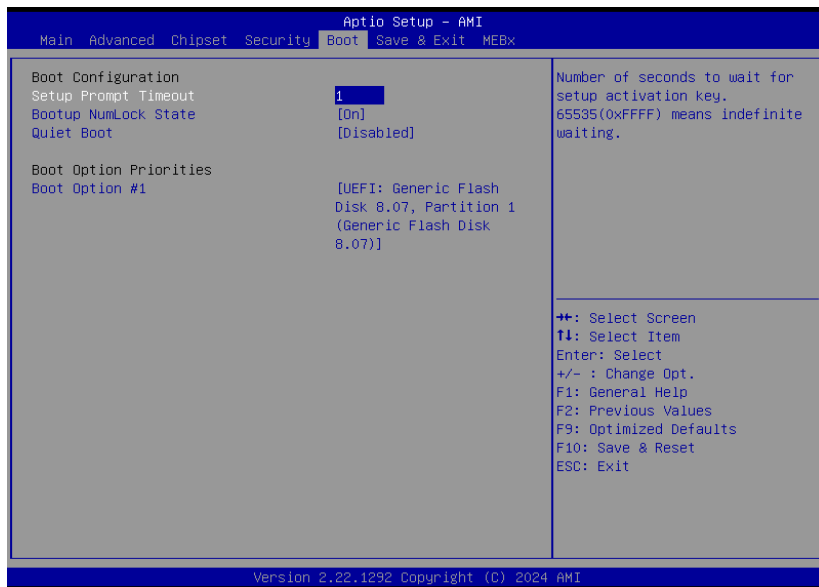 Aptio Setup – AMI
Main Advanced Chipset Security Boot Save & Exit MEBx
Boot Configuration
Setup Prompt Timeout 1
Bootup NumLock State [On]
Quiet Boot [Disabled]
Boot Option Priorities
Boot Option #1 [UEFI: Generic Flash
Disk 8.07, Partition 1
(Generic Flash Disk
8.07)]
Number of seconds to wait for
setup activation key.
65535(0xFFFF) means indefinite
waiting.
→←: Select Screen
↑↓: Select Item
Enter: Select
+/- : Change Opt.
F1: General Help
F2: Previous Values
F9: Optimized Defaults
F10: Save & Reset
ESC: Exit
Version 2.22.1292 Copyright (C) 2024 AMI